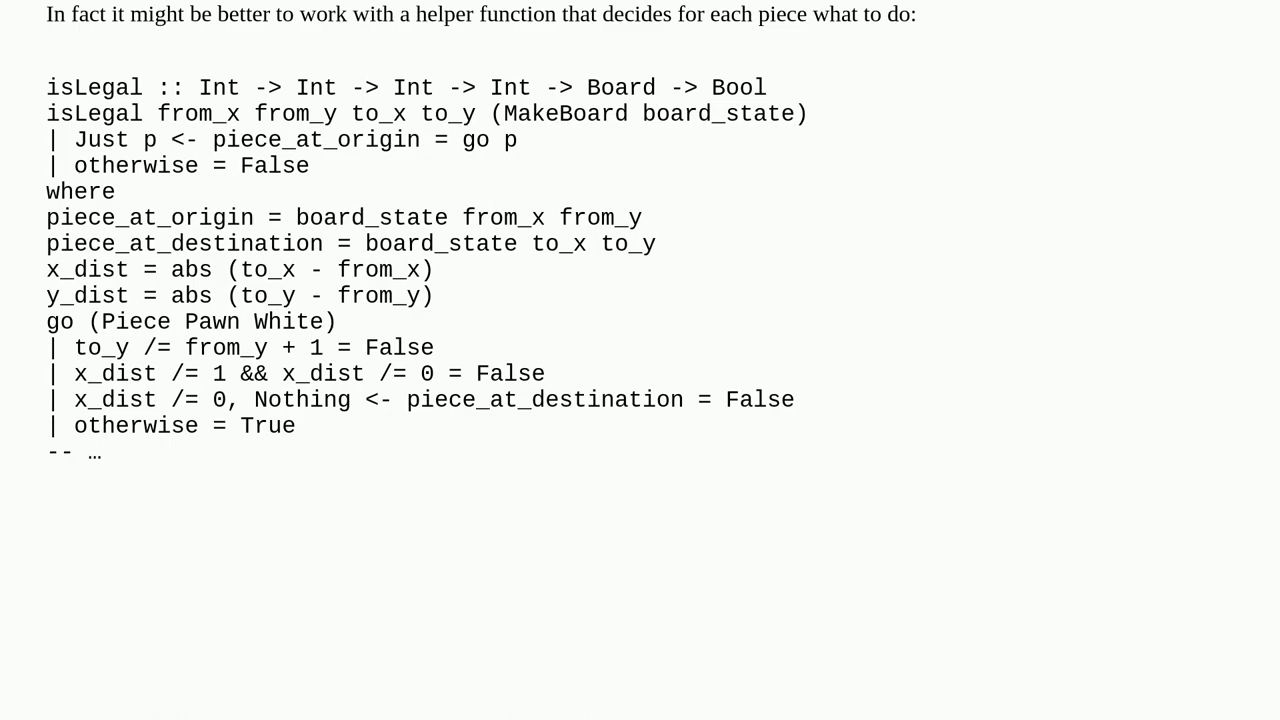 In fact it might be better to work with a helper function that decides for each piece what to do:
isLegal :: Int -> Int -> Int -> Int -> Board -> Bool
isLegal from_x from_y to_x to_y (MakeBoard board_state)
| Just p <- piece_at_origin = go p
| otherwise = False
where
piece_at_origin = board_state from_x from_y
piece_at_destination = board_state to_x to_y
x_dist = abs (to_x - from_x)
y_dist = abs (to_y - from_y)
go (Piece Pawn White)
| to_y /= from_y + 1 = False
| x_dist /= 1 && x_dist /= 0 = False
| x_dist /= 0, Nothing <- piece_at_destination = False
| otherwise = True
-- …